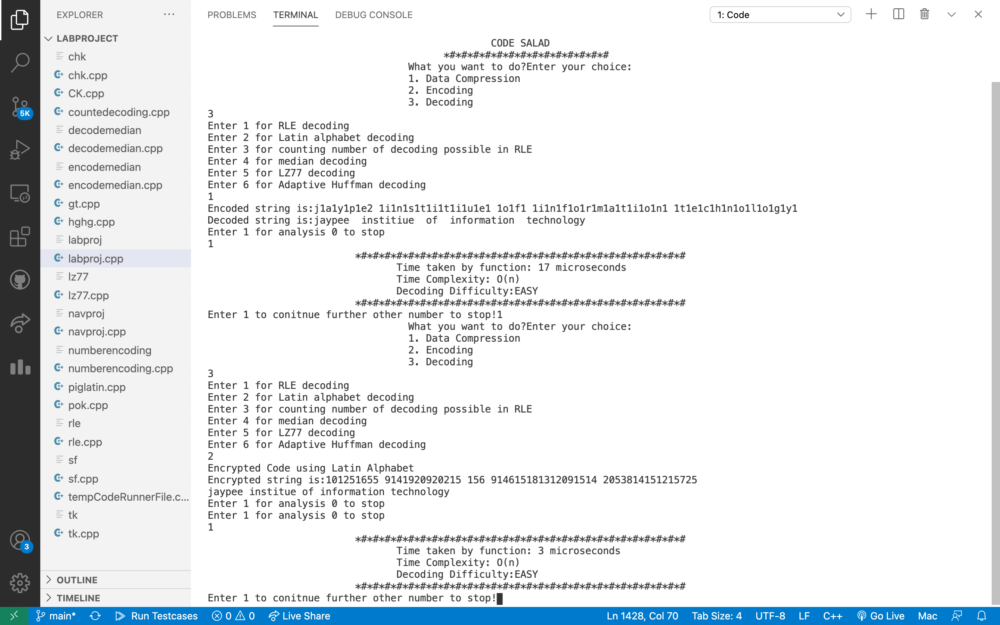 EXPLORER
LABPROJECT
chk
chk.cpp
CK.cpp
countedecoding.cpp
decodemedian
decodemedian.cpp
encodemedian
encodemedian.cpp
gt.cpp
hghg.cpp
labproj
labproj.cpp
lz77
lz77.cpp
navproj
navproj.cpp
numberencoding
numberencoding.cpp
piglatin.cpp
pok.cpp
rle
rle.cpp
sf
sf.cpp
tempCodeRunnerFile.c...
tk
tk.cpp
OUTLINE
TIMELINE
5K
3
PROBLEMS TERMINAL DEBUG CONSOLE 1: Code
CODE SALAD
*#*#*#*#*#*#*#*#*#*#*#*#*#*#
What you want to do?Enter your choice:
1. Data Compression
2. Encoding
3. Decoding
3
Enter 1 for RLE decoding
Enter 2 for Latin alphabet decoding
Enter 3 for counting number of decoding possible in RLE
Enter 4 for median decoding
Enter 5 for LZ77 decoding
Enter 6 for Adaptive Huffman decoding
1
Encoded string is:j1a1y1p1e2 1i1n1s1t1i1t1i1u1e1 1o1f1 1i1n1f1o1r1m1a1t1i1o1n1 1t1e1c1h1n1o1l1o1g1y1
Decoded string is:jaypee  institiue  of  information  technology
Enter 1 for analysis 0 to stop
1
*#*#*#*#*#*#*#*#*#*#*#*#*#*#*#*#*#*#*#*#*#*#*#*#*#*#*#*#
Time taken by function: 17 microseconds
Time Complexity: O(n)
Decoding Difficulty:EASY
*#*#*#*#*#*#*#*#*#*#*#*#*#*#*#*#*#*#*#*#*#*#*#*#*#*#*#*#
Enter 1 to conitnue further other number to stop!1
What you want to do?Enter your choice:
1. Data Compression
2. Encoding
3. Decoding
3
Enter 1 for RLE decoding
Enter 2 for Latin alphabet decoding
Enter 3 for counting number of decoding possible in RLE
Enter 4 for median decoding
Enter 5 for LZ77 decoding
Enter 6 for Adaptive Huffman decoding
2
Encrypted Code using Latin Alphabet
Encrypted string is:101251655 9141920920215 156 914615181312091514 2053814151215725
jaypee institue of information technology
Enter 1 for analysis 0 to stop
Enter 1 for analysis 0 to stop
1
*#*#*#*#*#*#*#*#*#*#*#*#*#*#*#*#*#*#*#*#*#*#*#*#*#*#*#*#
Time taken by function: 3 microseconds
Time Complexity: O(n)
Decoding Difficulty:EASY
*#*#*#*#*#*#*#*#*#*#*#*#*#*#*#*#*#*#*#*#*#*#*#*#*#*#*#*#
Enter 1 to conitnue further other number to stop!
main* Run Testcases 0 0 Live Share Ln 1428, Col 70 Tab Size: 4 UTF-8 LF C++ Go Live Mac